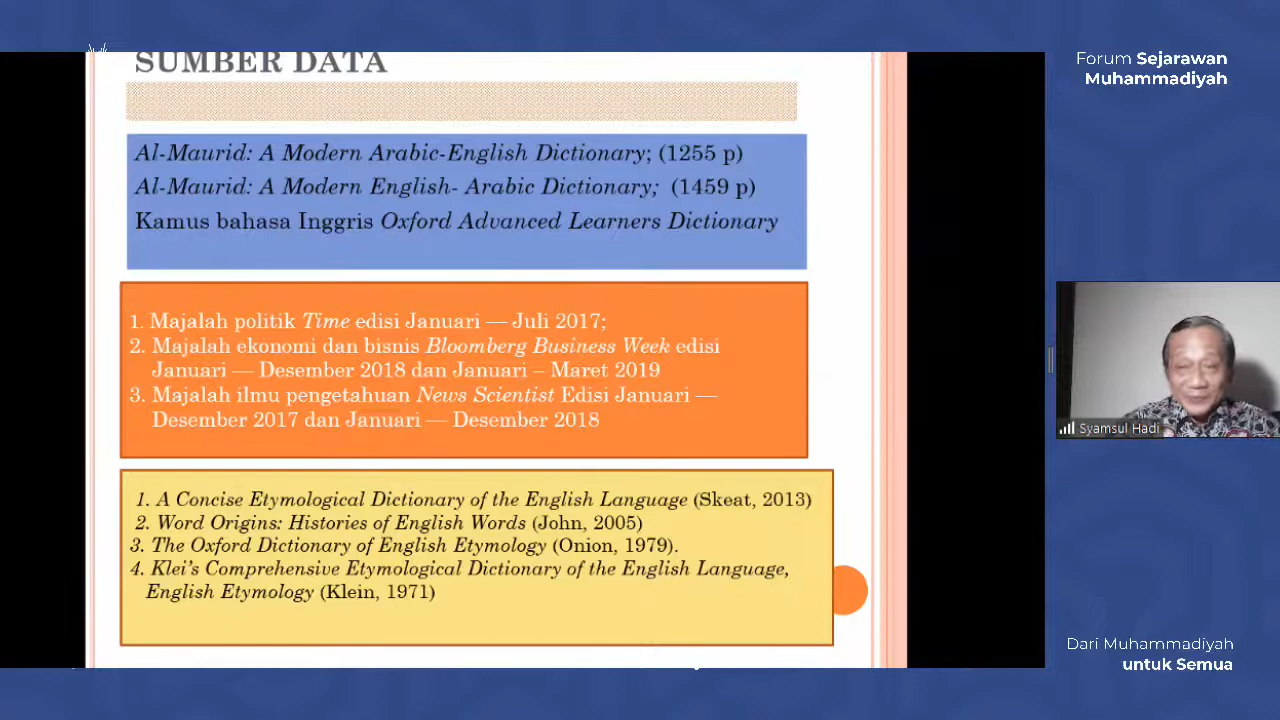 SUMBER DATA
Al-Maurid: A Modern Arabic-English Dictionary; (1255 p)
Al-Maurid: A Modern English- Arabic Dictionary; (1459 p)
Kamus bahasa Inggris Oxford Advanced Learners Dictionary
1. Majalah politik Time edisi Januari — Juli 2017;
2. Majalah ekonomi dan bisnis Bloomberg Business Week edisi
Januari — Desember 2018 dan Januari – Maret 2019
3. Majalah ilmu pengetahuan News Scientist Edisi Januari —
Desember 2017 dan Januari — Desember 2018
1. A Concise Etymological Dictionary of the English Language (Skeat, 2013)
2. Word Origins: Histories of English Words (John, 2005)
3. The Oxford Dictionary of English Etymology (Onion, 1979).
4. Klei's Comprehensive Etymological Dictionary of the English Language,
English Etymology (Klein, 1971)
Forum Sejarawan
Muhammadiyah
Syamsul Hadi
Dari Muhammadiyah
untuk Semua